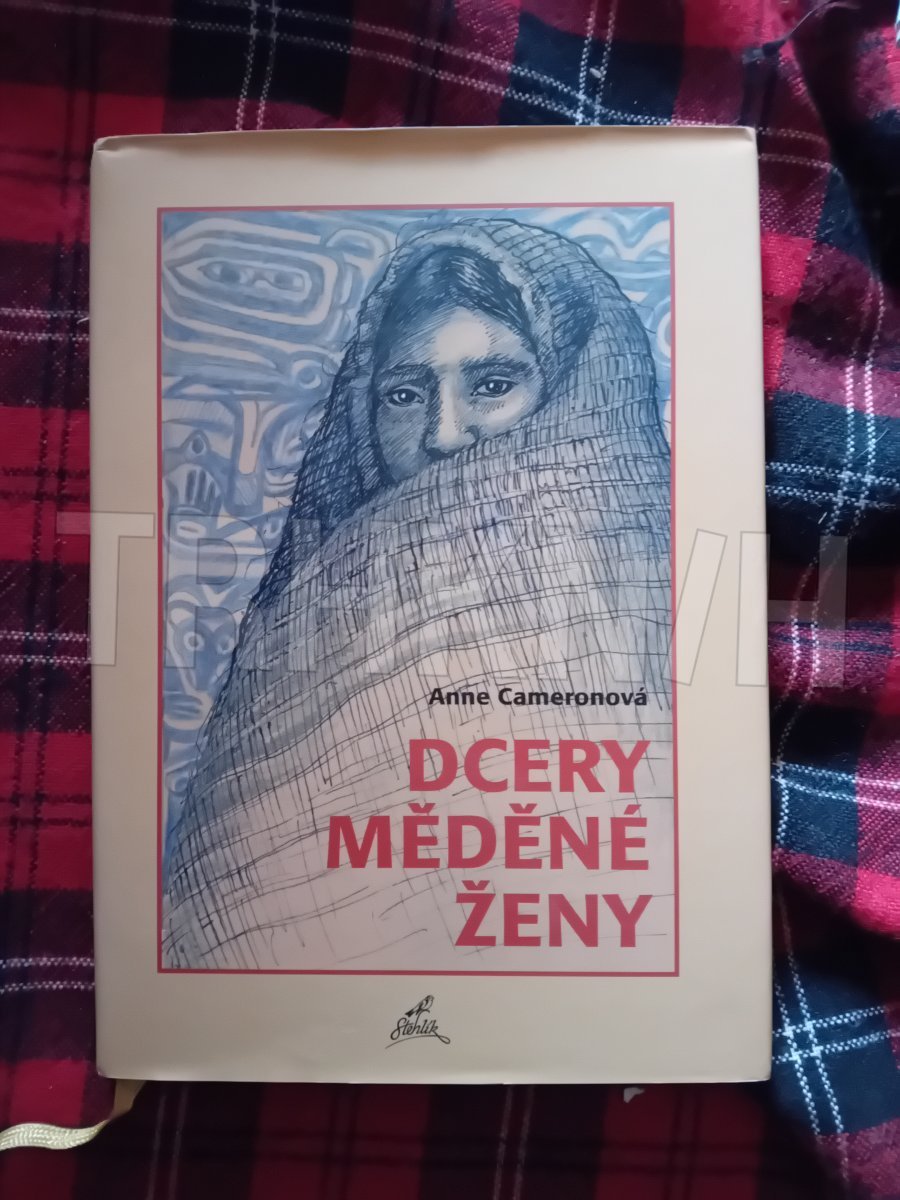 Anne Cameronová
DCERY
MĚDĚNÉ
ŽENY
Stehlík